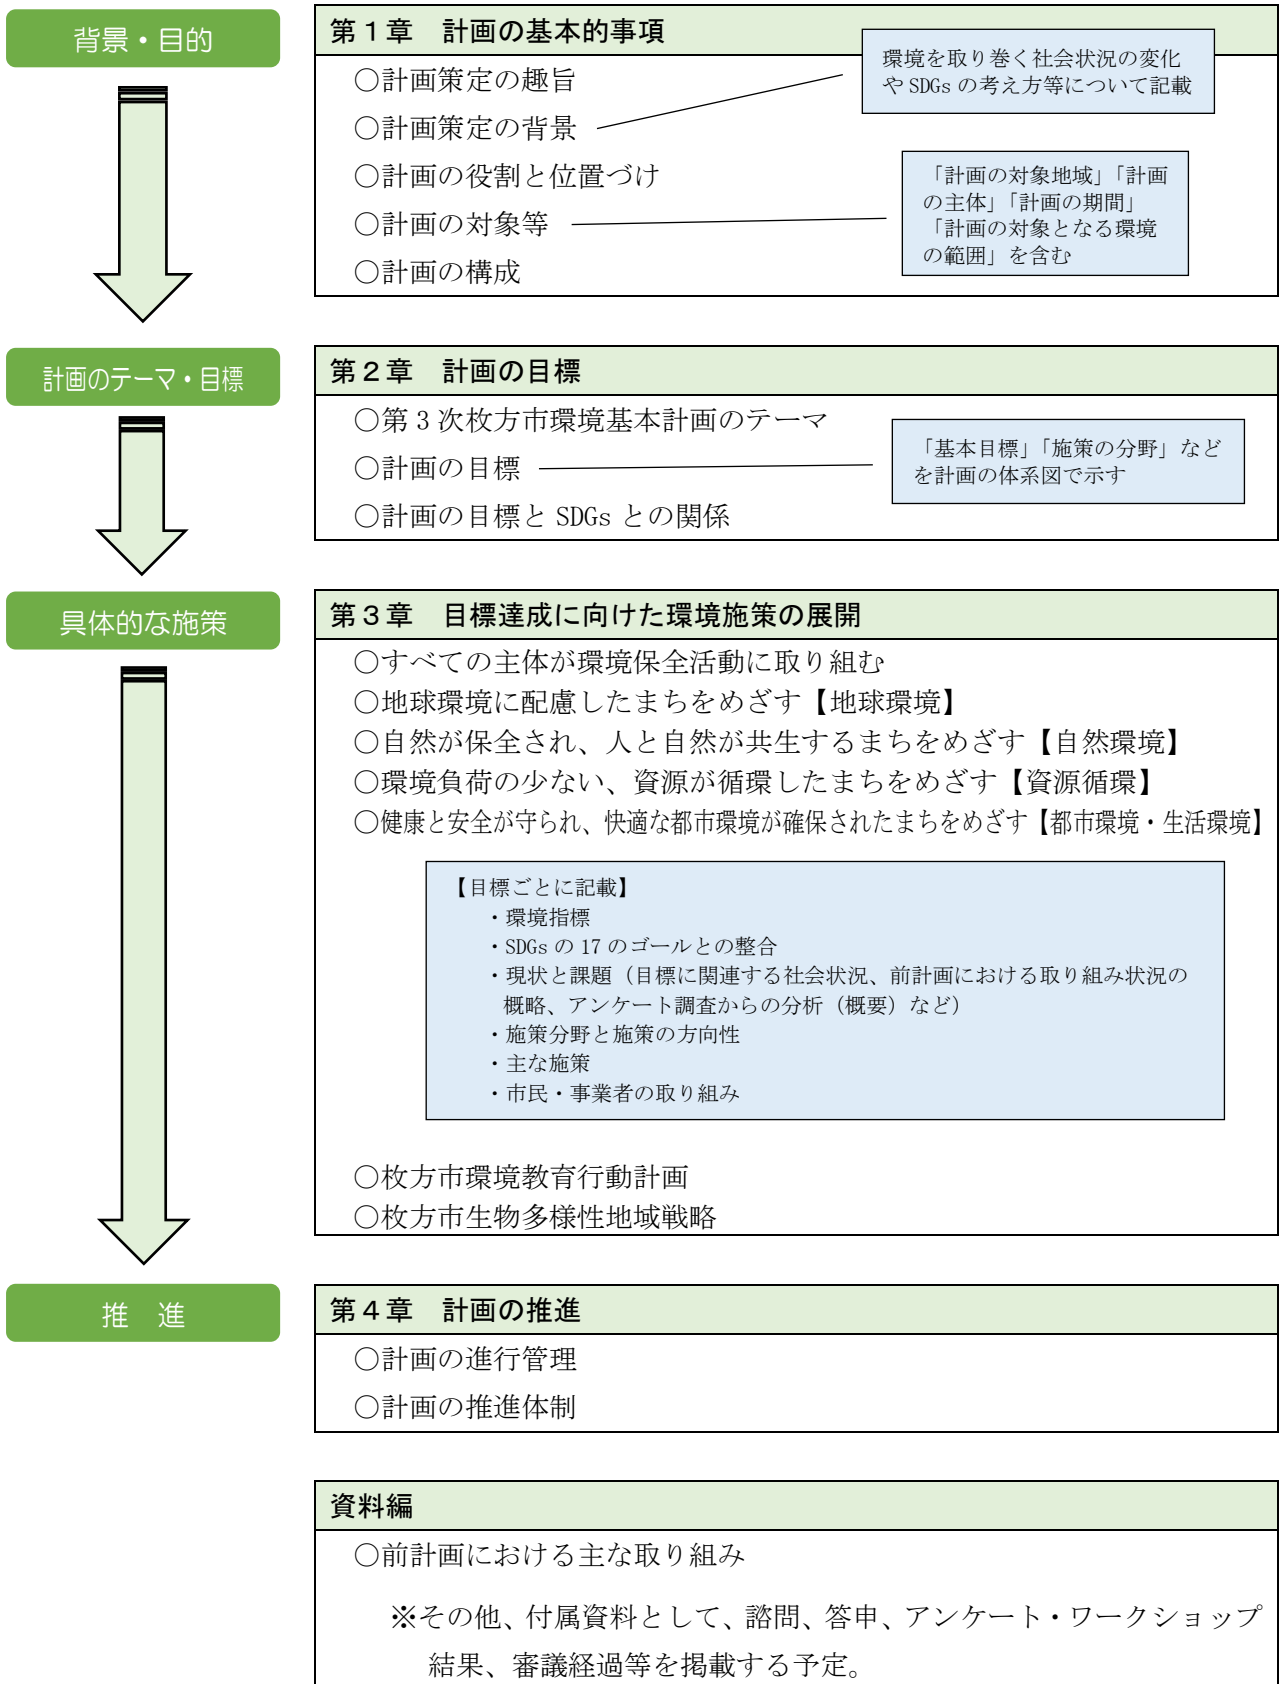 背景・目的
第１章　計画の基本的事項
○計画策定の趣旨
○計画策定の背景
○計画の役割と位置づけ
○計画の対象等
○計画の構成
環境を取り巻く社会状況の変化
や SDGs の考え方等について記載
「計画の対象地域」「計画
の主体」「計画の期間」
「計画の対象となる環境
の範囲」を含む
計画のテーマ・目標
第２章　計画の目標
○第 3 次枚方市環境基本計画のテーマ
○計画の目標
○計画の目標と SDGs との関係
「基本目標」「施策の分野」など
を計画の体系図で示す
具体的な施策
第３章　目標達成に向けた環境施策の展開
○すべての主体が環境保全活動に取り組む
○地球環境に配慮したまちをめざす【地球環境】
○自然が保全され、人と自然が共生するまちをめざす【自然環境】
○環境負荷の少ない、資源が循環したまちをめざす【資源循環】
○健康と安全が守られ、快適な都市環境が確保されたまちをめざす【都市環境・生活環境】
【目標ごとに記載】
・環境指標
・SDGs の 17 のゴールとの整合
・現状と課題（目標に関連する社会状況、前計画における取り組み状況の
概略、アンケート調査からの分析（概要）など）
・施策分野と施策の方向性
・主な施策
・市民・事業者の取り組み
○枚方市環境教育行動計画
○枚方市生物多様性地域戦略
推　進
第４章　計画の推進
○計画の進行管理
○計画の推進体制
資料編
○前計画における主な取り組み
※その他、付属資料として、諮問、答申、アンケート・ワークショップ
結果、審議経過等を掲載する予定。